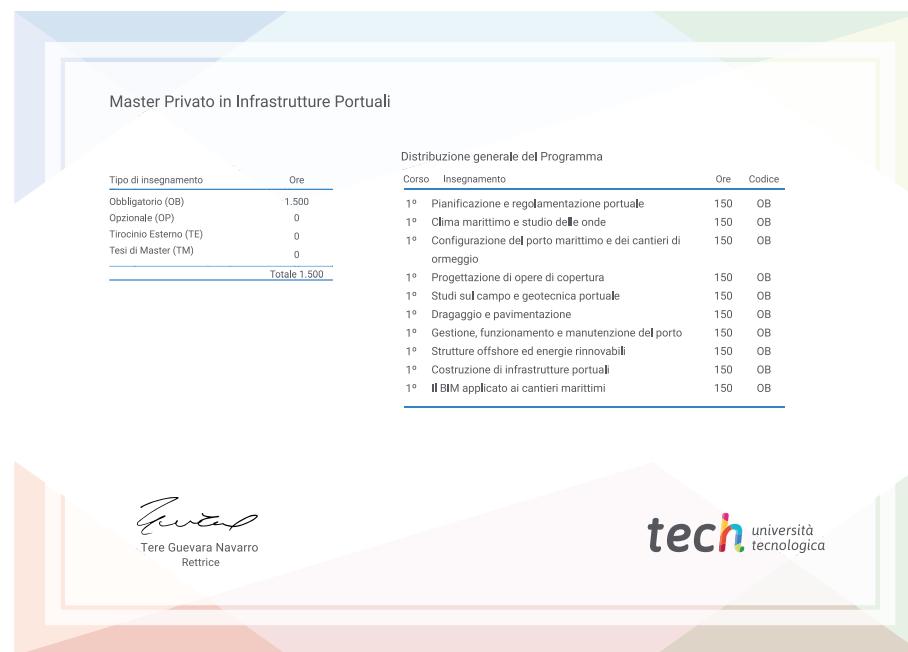 Master Privato in Infrastrutture Portuali
Tipo di insegnamento Ore
Obbligatorio (OB) 1.500
Opzionale (OP) 0
Tirocinio Esterno (TE) 0
Tesi di Master (TM) 0
Totale 1.500
Distribuzione generale del Programma
Corso Insegnamento Ore Codice
1º Pianificazione e regolamentazione portuale 150 OB
1º Clima marittimo e studio delle onde 150 OB
1º Configurazione del porto marittimo e dei cantieri di 150 OB
ormeggio
1º Progettazione di opere di copertura 150 OB
1º Studi sul campo e geotecnica portuale 150 OB
1º Dragaggio e pavimentazione 150 OB
1º Gestione, funzionamento e manutenzione del porto 150 OB
1º Strutture offshore ed energie rinnovabili 150 OB
1º Costruzione di infrastrutture portuali 150 OB
1º Il BIM applicato ai cantieri marittimi 150 OB
Tere Guevara Navarro
Rettrice
tech università
tecnologica